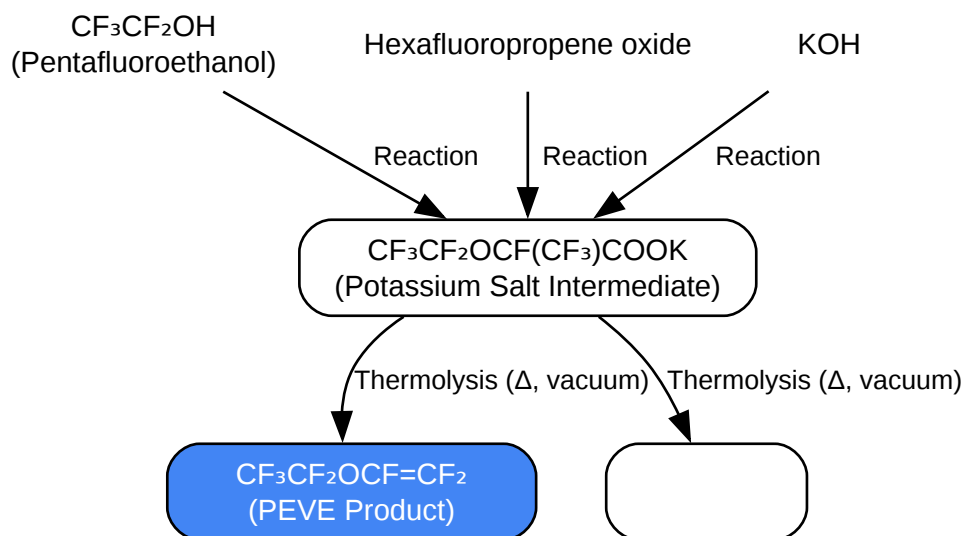 CF₃CF₂OH
(Pentafluoroethanol)
Hexafluoropropene oxide
KOH
Reaction
Reaction
Reaction
CF₃CF₂OCF(CF₃)COOK
(Potassium Salt Intermediate)
Thermolysis (Δ, vacuum)
Thermolysis (Δ, vacuum)
CF₃CF₂OCF=CF₂
(PEVE Product)